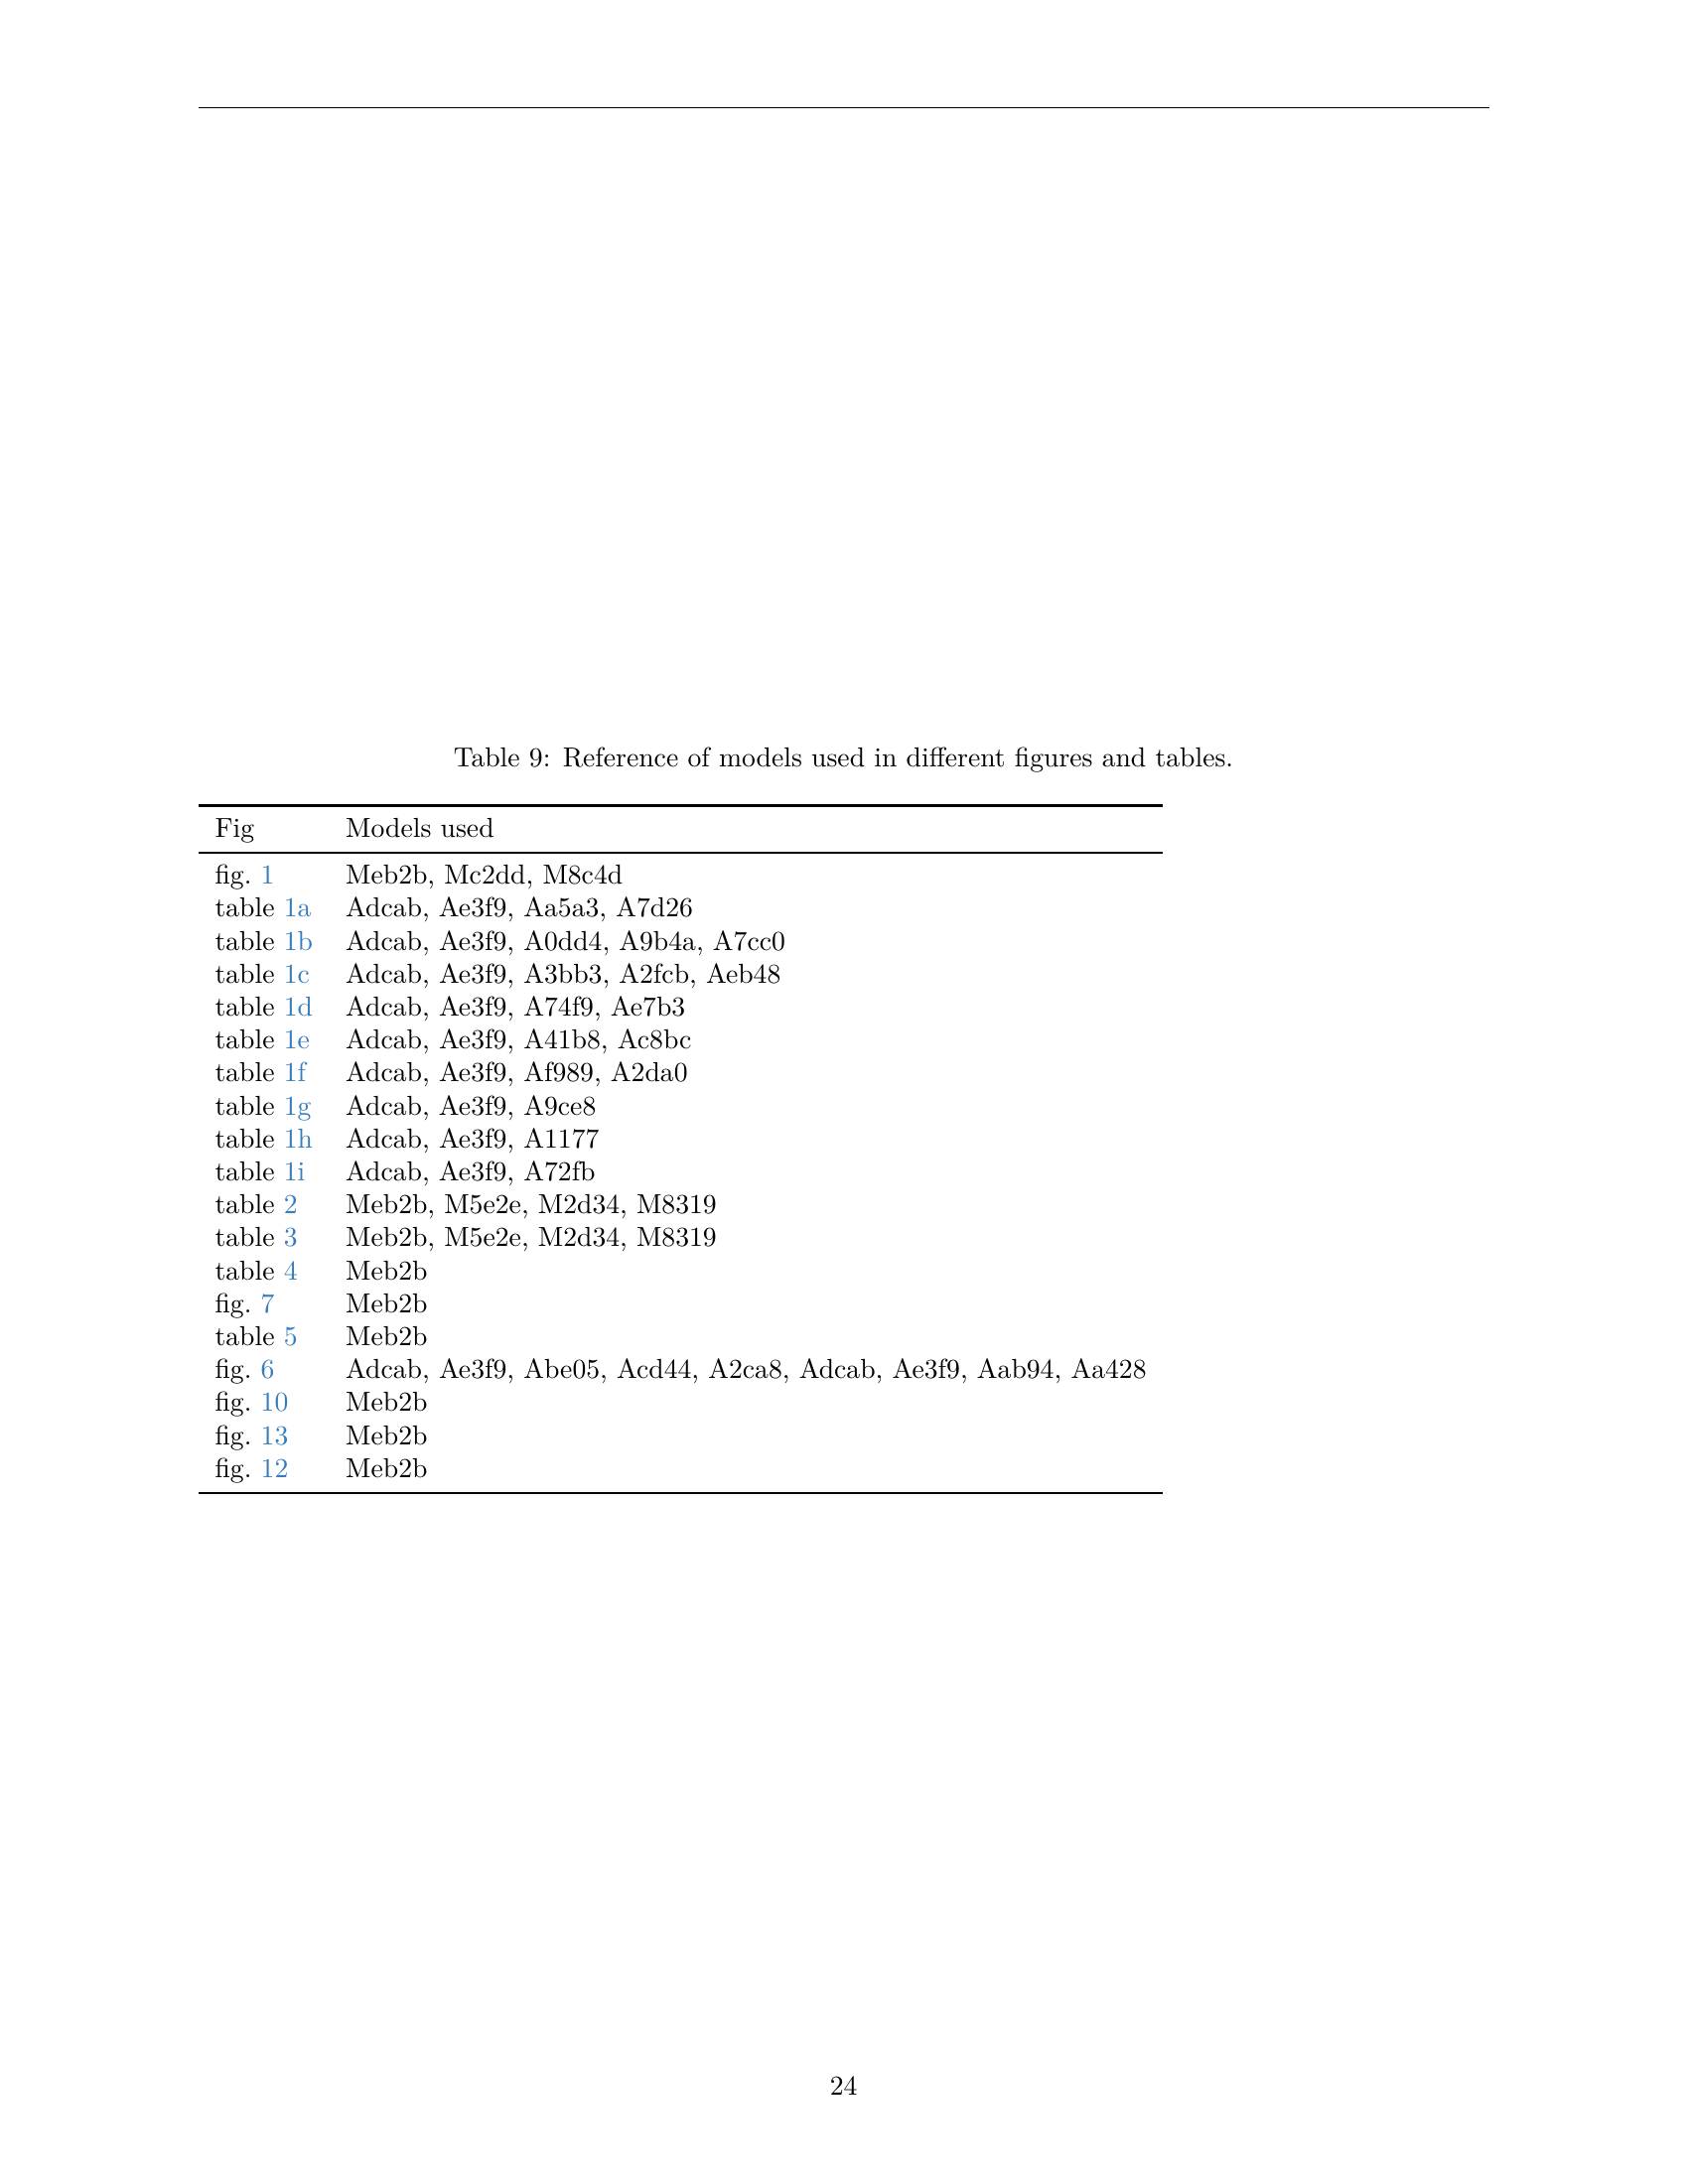 Table 9: Reference of models used in different figures and tables.
Fig Models used
fig. 1 Meb2b, Mc2dd, M8c4d
table 1a Adcab, Ae3f9, Aa5a3, A7d26
table 1b Adcab, Ae3f9, A0dd4, A9b4a, A7cc0
table 1c Adcab, Ae3f9, A3bb3, A2fcb, Aeb48
table 1d Adcab, Ae3f9, A74f9, Ae7b3
table 1e Adcab, Ae3f9, A41b8, Ac8bc
table 1f Adcab, Ae3f9, Af989, A2da0
table 1g Adcab, Ae3f9, A9ce8
table 1h Adcab, Ae3f9, A1177
table 1i Adcab, Ae3f9, A72fb
table 2 Meb2b, M5e2e, M2d34, M8319
table 3 Meb2b, M5e2e, M2d34, M8319
table 4 Meb2b
fig. 7 Meb2b
table 5 Meb2b
fig. 6 Adcab, Ae3f9, Abe05, Acd44, A2ca8, Adcab, Ae3f9, Aab94, Aa428
fig. 10 Meb2b
fig. 13 Meb2b
fig. 12 Meb2b
24